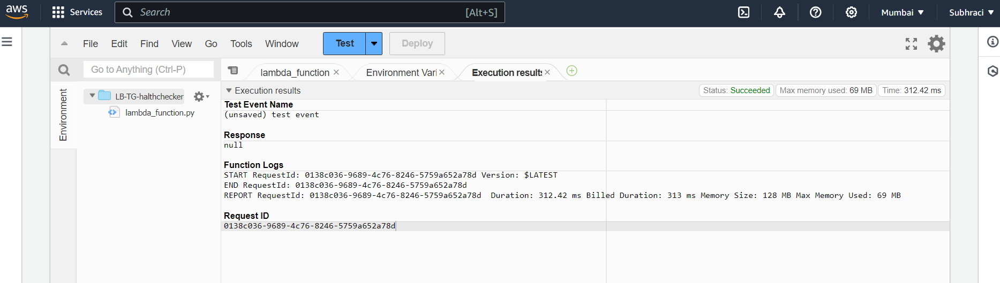 aws
Services
Search
[Alt+S]
Mumbai
Subhraci
File Edit Find View Go Tools Window
Test
Deploy
Go to Anything (Ctrl-P)
lambda_function
Environment Vari
Execution results
Environment
LB-TG-halthchecker
lambda_function.py
Execution results
Status: Succeeded
Max memory used: 69 MB
Time: 312.42 ms
Test Event Name
(unsaved) test event
Response
null
Function Logs
START RequestId: 0138c036-9689-4c76-8246-5759a652a78d Version: $LATEST
END RequestId: 0138c036-9689-4c76-8246-5759a652a78d
REPORT RequestId: 0138c036-9689-4c76-8246-5759a652a78d Duration: 312.42 ms Billed Duration: 313 ms Memory Size: 128 MB Max Memory Used: 69 MB
Request ID
0138c036-9689-4c76-8246-5759a652a78d